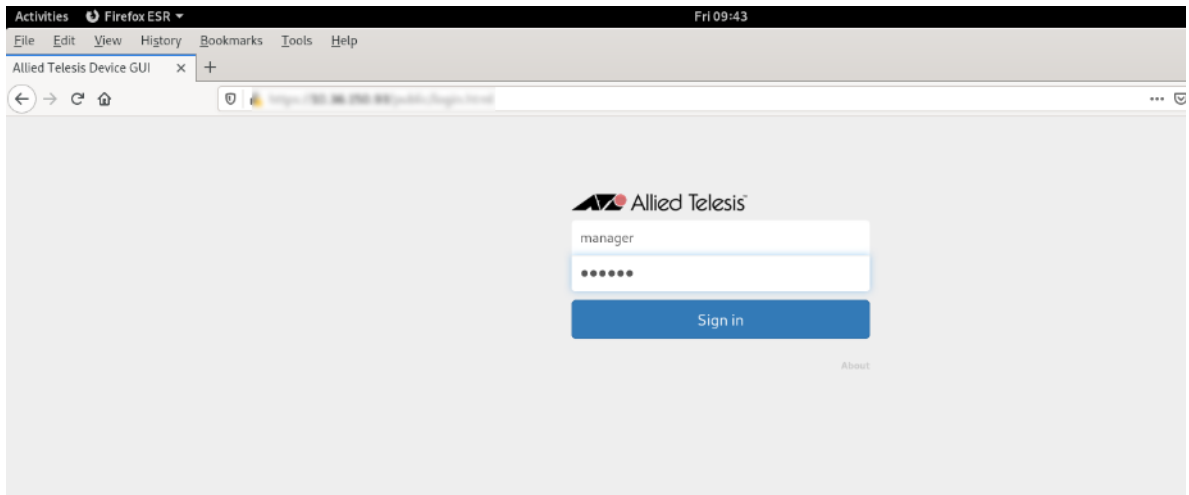 Activities Firefox ESR Fri 09:43
File Edit View History Bookmarks Tools Help
Allied Telesis Device GUI
Allied Telesis
manager
Sign in
About